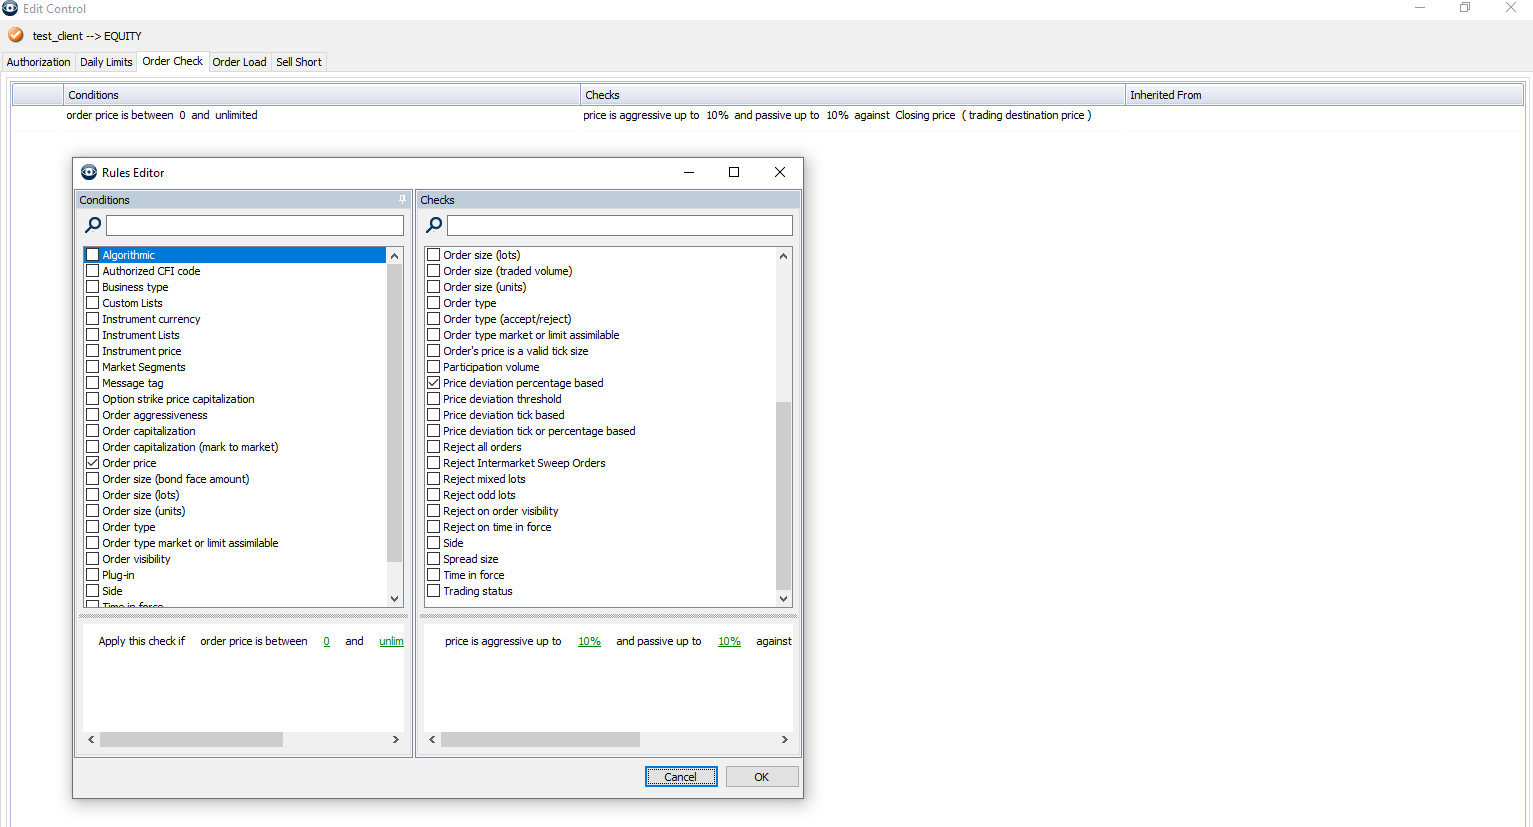 Edit Control
test_client --> EQUITY
Authorization Daily Limits Order Check Order Load Sell Short
Conditions Checks Inherited From
order price is between 0 and unlimited price is aggressive up to 10% and passive up to 10% against Closing price ( trading destination price )
Rules Editor
Conditions
Algorithmic
Authorized CFI code
Business type
Custom Lists
Instrument currency
Instrument Lists
Instrument price
Market Segments
Message tag
Option strike price capitalization
Order aggressiveness
Order capitalization
Order capitalization (mark to market)
Order price
Order size (bond face amount)
Order size (lots)
Order size (units)
Order type
Order type market or limit assimilable
Order visibility
Plug-in
Side
Time in force
Apply this check if order price is between 0 and unlim
Checks
Order size (lots)
Order size (traded volume)
Order size (units)
Order type
Order type (accept/reject)
Order type market or limit assimilable
Order's price is a valid tick size
Participation volume
Price deviation percentage based
Price deviation threshold
Price deviation tick based
Price deviation tick or percentage based
Reject all orders
Reject Intermarket Sweep Orders
Reject mixed lots
Reject odd lots
Reject on order visibility
Reject on time in force
Side
Spread size
Time in force
Trading status
price is aggressive up to 10% and passive up to 10% against
Cancel OK